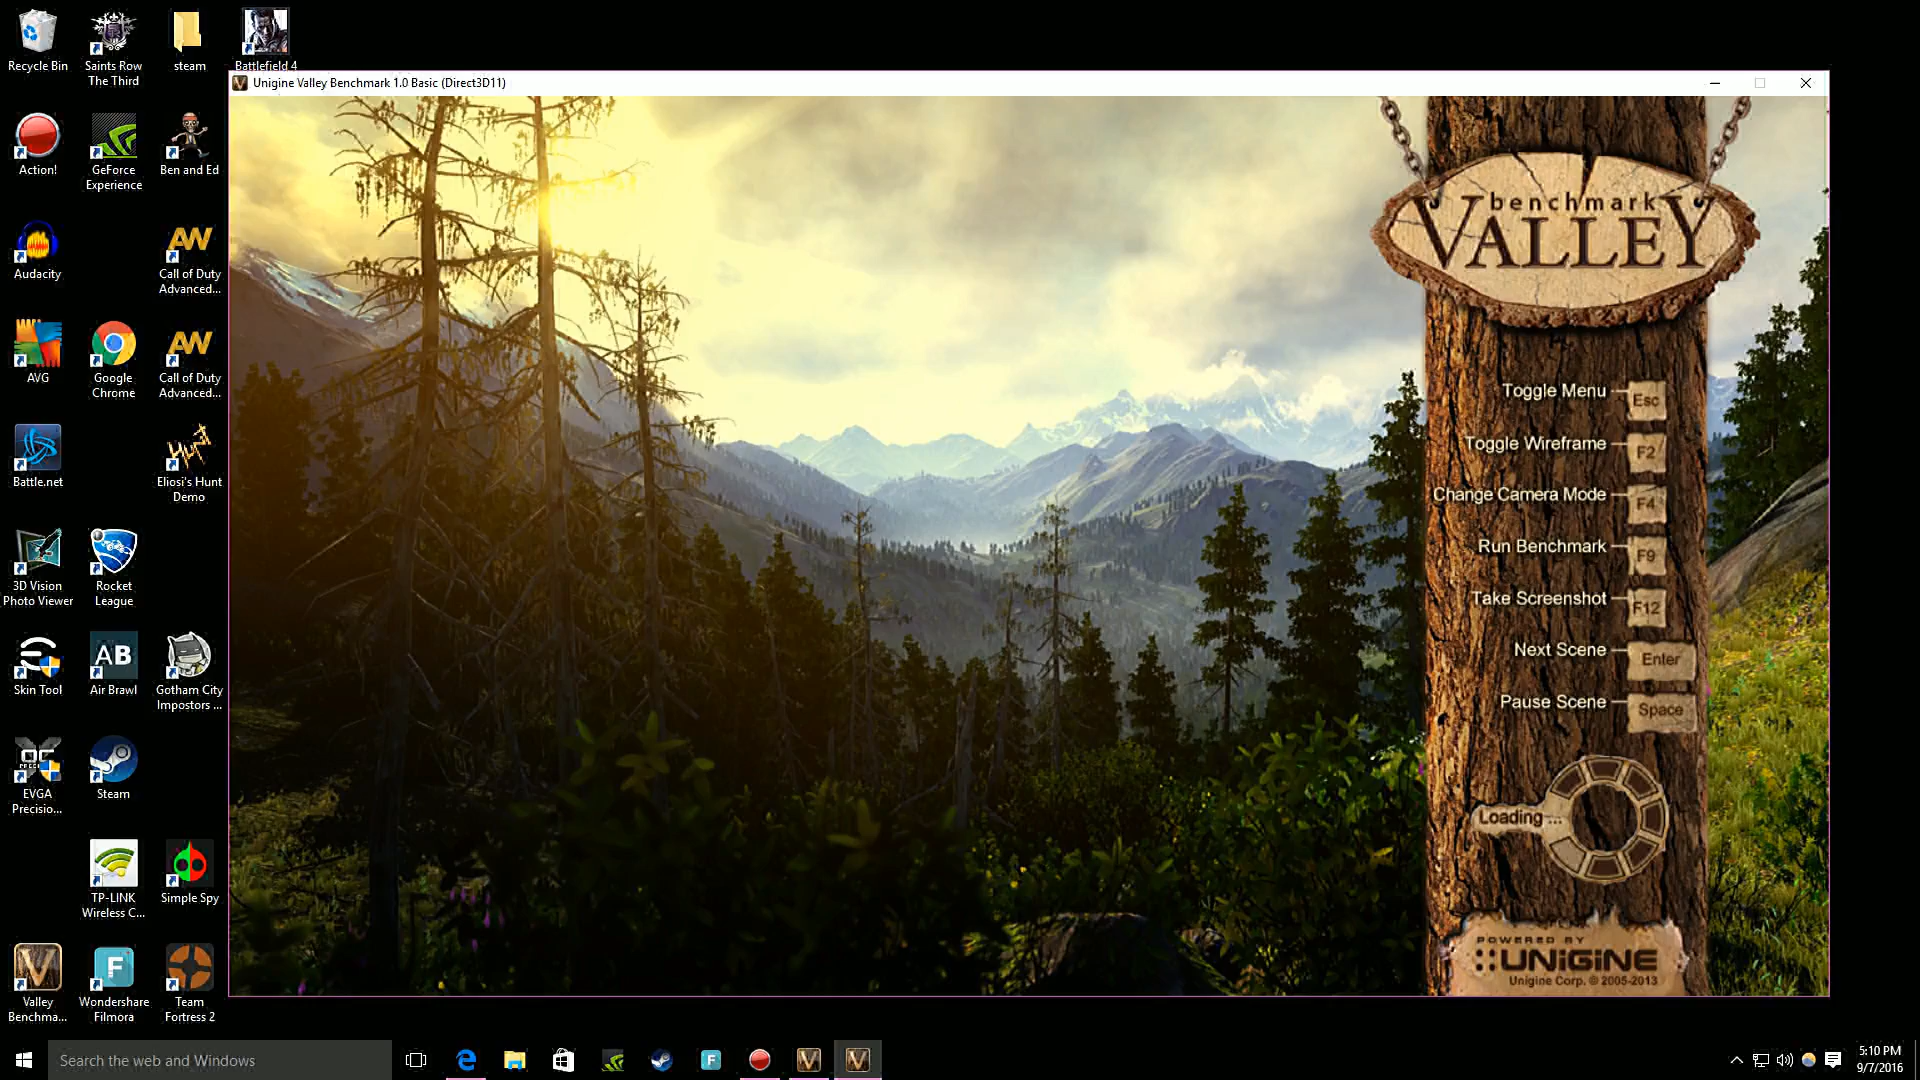 Recycle Bin
Saints Row
The Third
steam
Battlefield 4
Action!
GeForce
Experience
Ben and Ed
Audacity
AW
Call of Duty
Advanced...
AVG
Google
Chrome
AW
Call of Duty
Advanced...
Battle.net
Eliosi's Hunt
Demo
3D Vision
Photo Viewer
Rocket
League
Skin Tool
AB
Air Brawl
Gotham City
Impostors ...
EVGA
Precisio...
Steam
TP-LINK
Wireless C...
Simple Spy
V
Valley
Benchma...
F
Wondershare
Filmora
Team
Fortress 2
Unigine Valley Benchmark 1.0 Basic (Direct3D11)
benchmark
VALLEY
Toggle Menu Esc
Toggle Wireframe F2
Change Camera Mode F4
Run Benchmark F9
Take Screenshot F12
Next Scene Enter
Pause Scene Space
Loading ...
POWERED BY
UNIGINE
Unigine Corp. © 2005-2013
Search the web and Windows
5:10 PM
9/7/2016